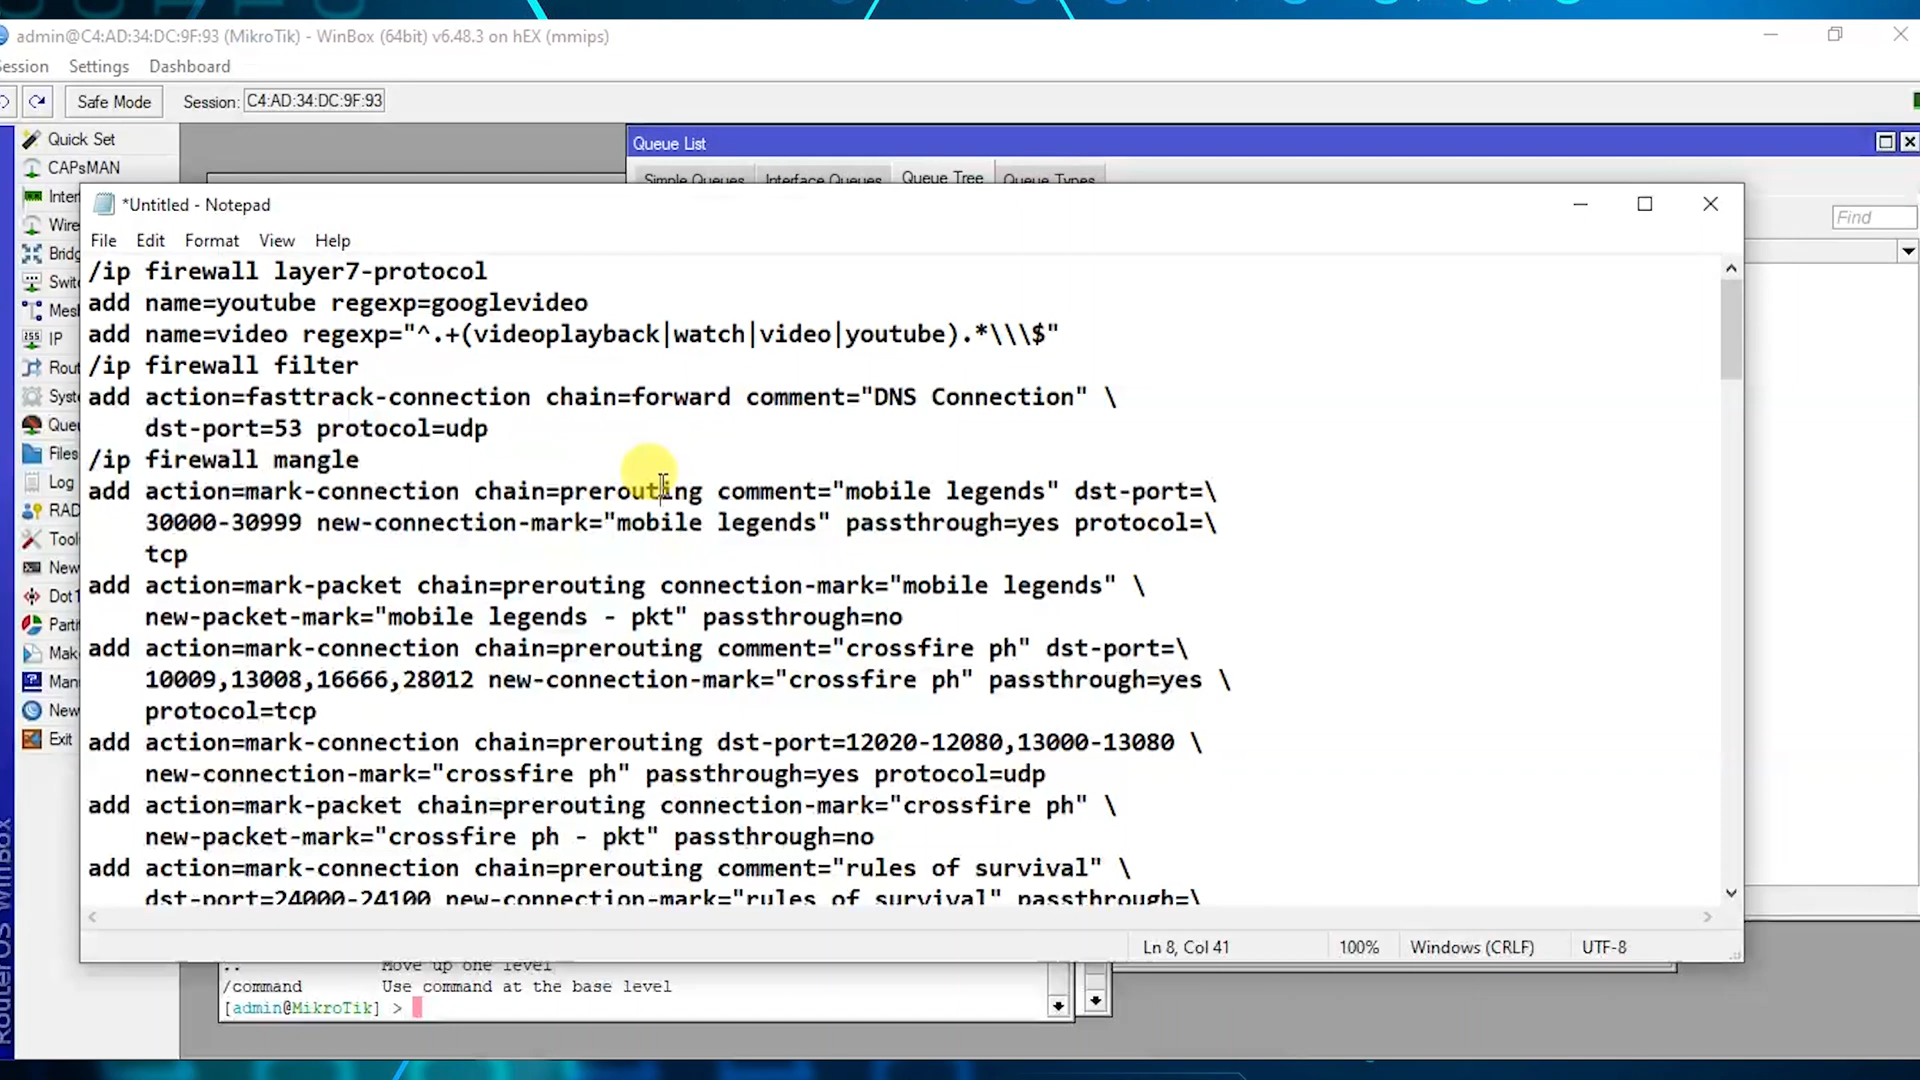 admin@C4:AD:34:DC:9F:93 (MikroTik) - WinBox (64bit) v6.48.3 on hEX (mmips)
Session Settings Dashboard
Safe Mode Session: C4:AD:34:DC:9F:93
Quick Set
CAPsMAN
Interf
Wire
Bridg
Switc
Mes
IP
Rout
Syste
Queu
Files
Log
RAD
Tool
New
Dot1
Partit
Mak
Man
New
Exit
RouterOS WinBox
Queue List
Simple Queues Interface Queues Queue Tree Queue Types
Find
*Untitled - Notepad
File Edit Format View Help
/ip firewall layer7-protocol
add name=youtube regexp=googlevideo
add name=video regexp="^.+(videoplayback|watch|video|youtube).*\\\$"
/ip firewall filter
add action=fasttrack-connection chain=forward comment="DNS Connection" \
dst-port=53 protocol=udp
/ip firewall mangle
add action=mark-connection chain=prerouting comment="mobile legends" dst-port=\
30000-30999 new-connection-mark="mobile legends" passthrough=yes protocol=\
tcp
add action=mark-packet chain=prerouting connection-mark="mobile legends" \
new-packet-mark="mobile legends - pkt" passthrough=no
add action=mark-connection chain=prerouting comment="crossfire ph" dst-port=\
10009,13008,16666,28012 new-connection-mark="crossfire ph" passthrough=yes \
protocol=tcp
add action=mark-connection chain=prerouting dst-port=12020-12080,13000-13080 \
new-connection-mark="crossfire ph" passthrough=yes protocol=udp
add action=mark-packet chain=prerouting connection-mark="crossfire ph" \
new-packet-mark="crossfire ph - pkt" passthrough=no
add action=mark-connection chain=prerouting comment="rules of survival" \
dst-port=24000-24100 new-connection-mark="rules of survival" passthrough=\
Ln 8, Col 41 100% Windows (CRLF) UTF-8
.. Move up one level
/command Use command at the base level
[admin@MikroTik] >